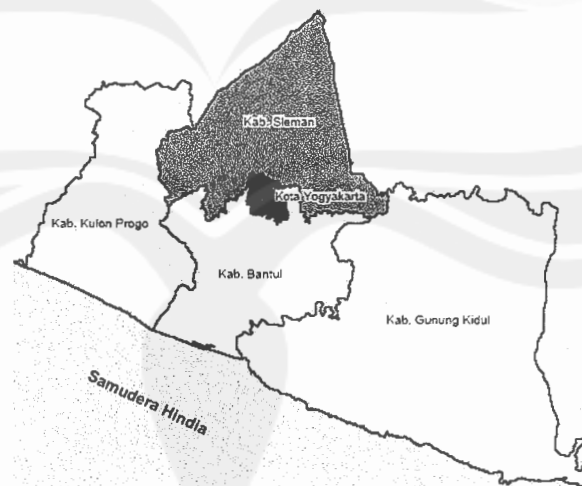 Kab. Sleman
Kota Yogyakarta
Kab. Kulon Progo
Kab. Bantul
Kab. Gunung Kidul
Samudera Hindia